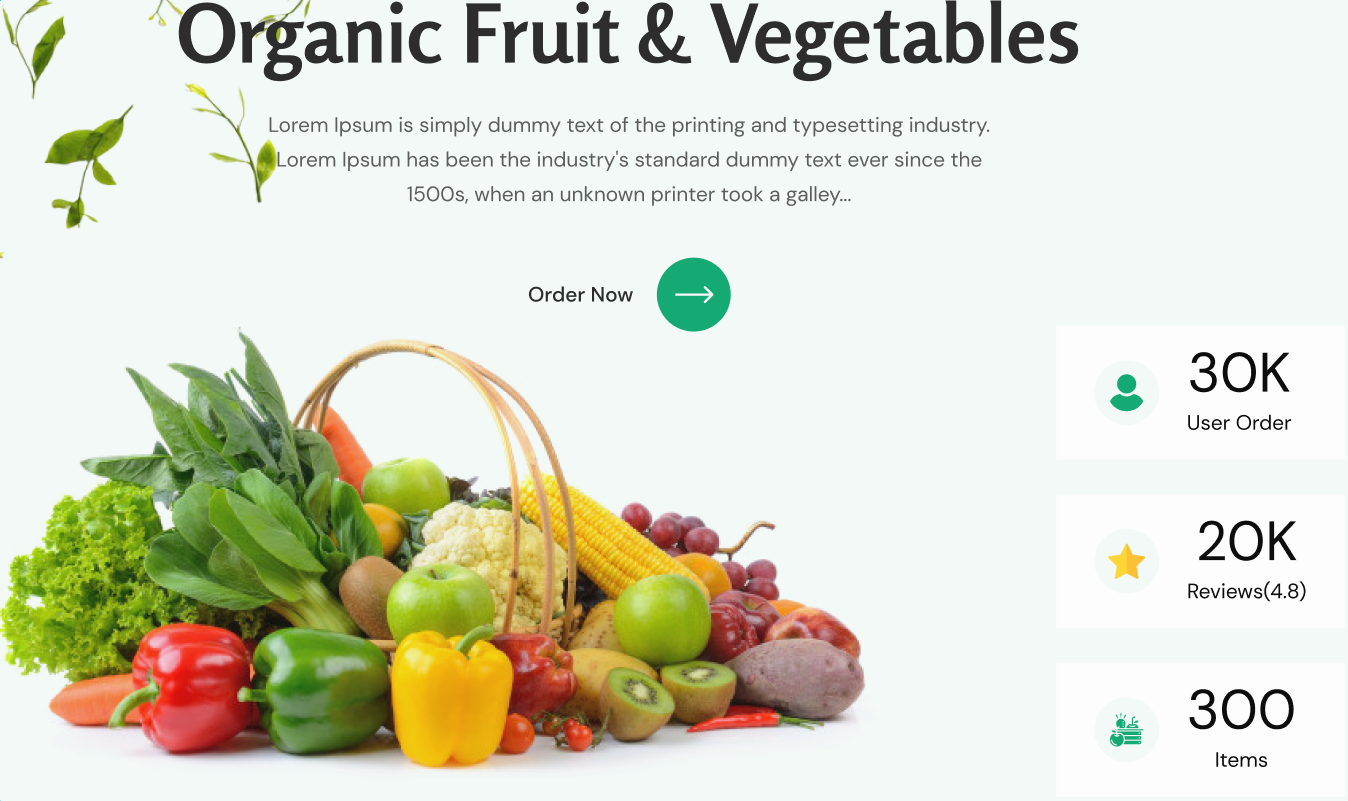 Organic Fruit & Vegetables
Lorem Ipsum is simply dummy text of the printing and typesetting industry.
Lorem Ipsum has been the industry's standard dummy text ever since the
1500s, when an unknown printer took a galley...
Order Now
30K
User Order
20K
Reviews(4.8)
300
Items